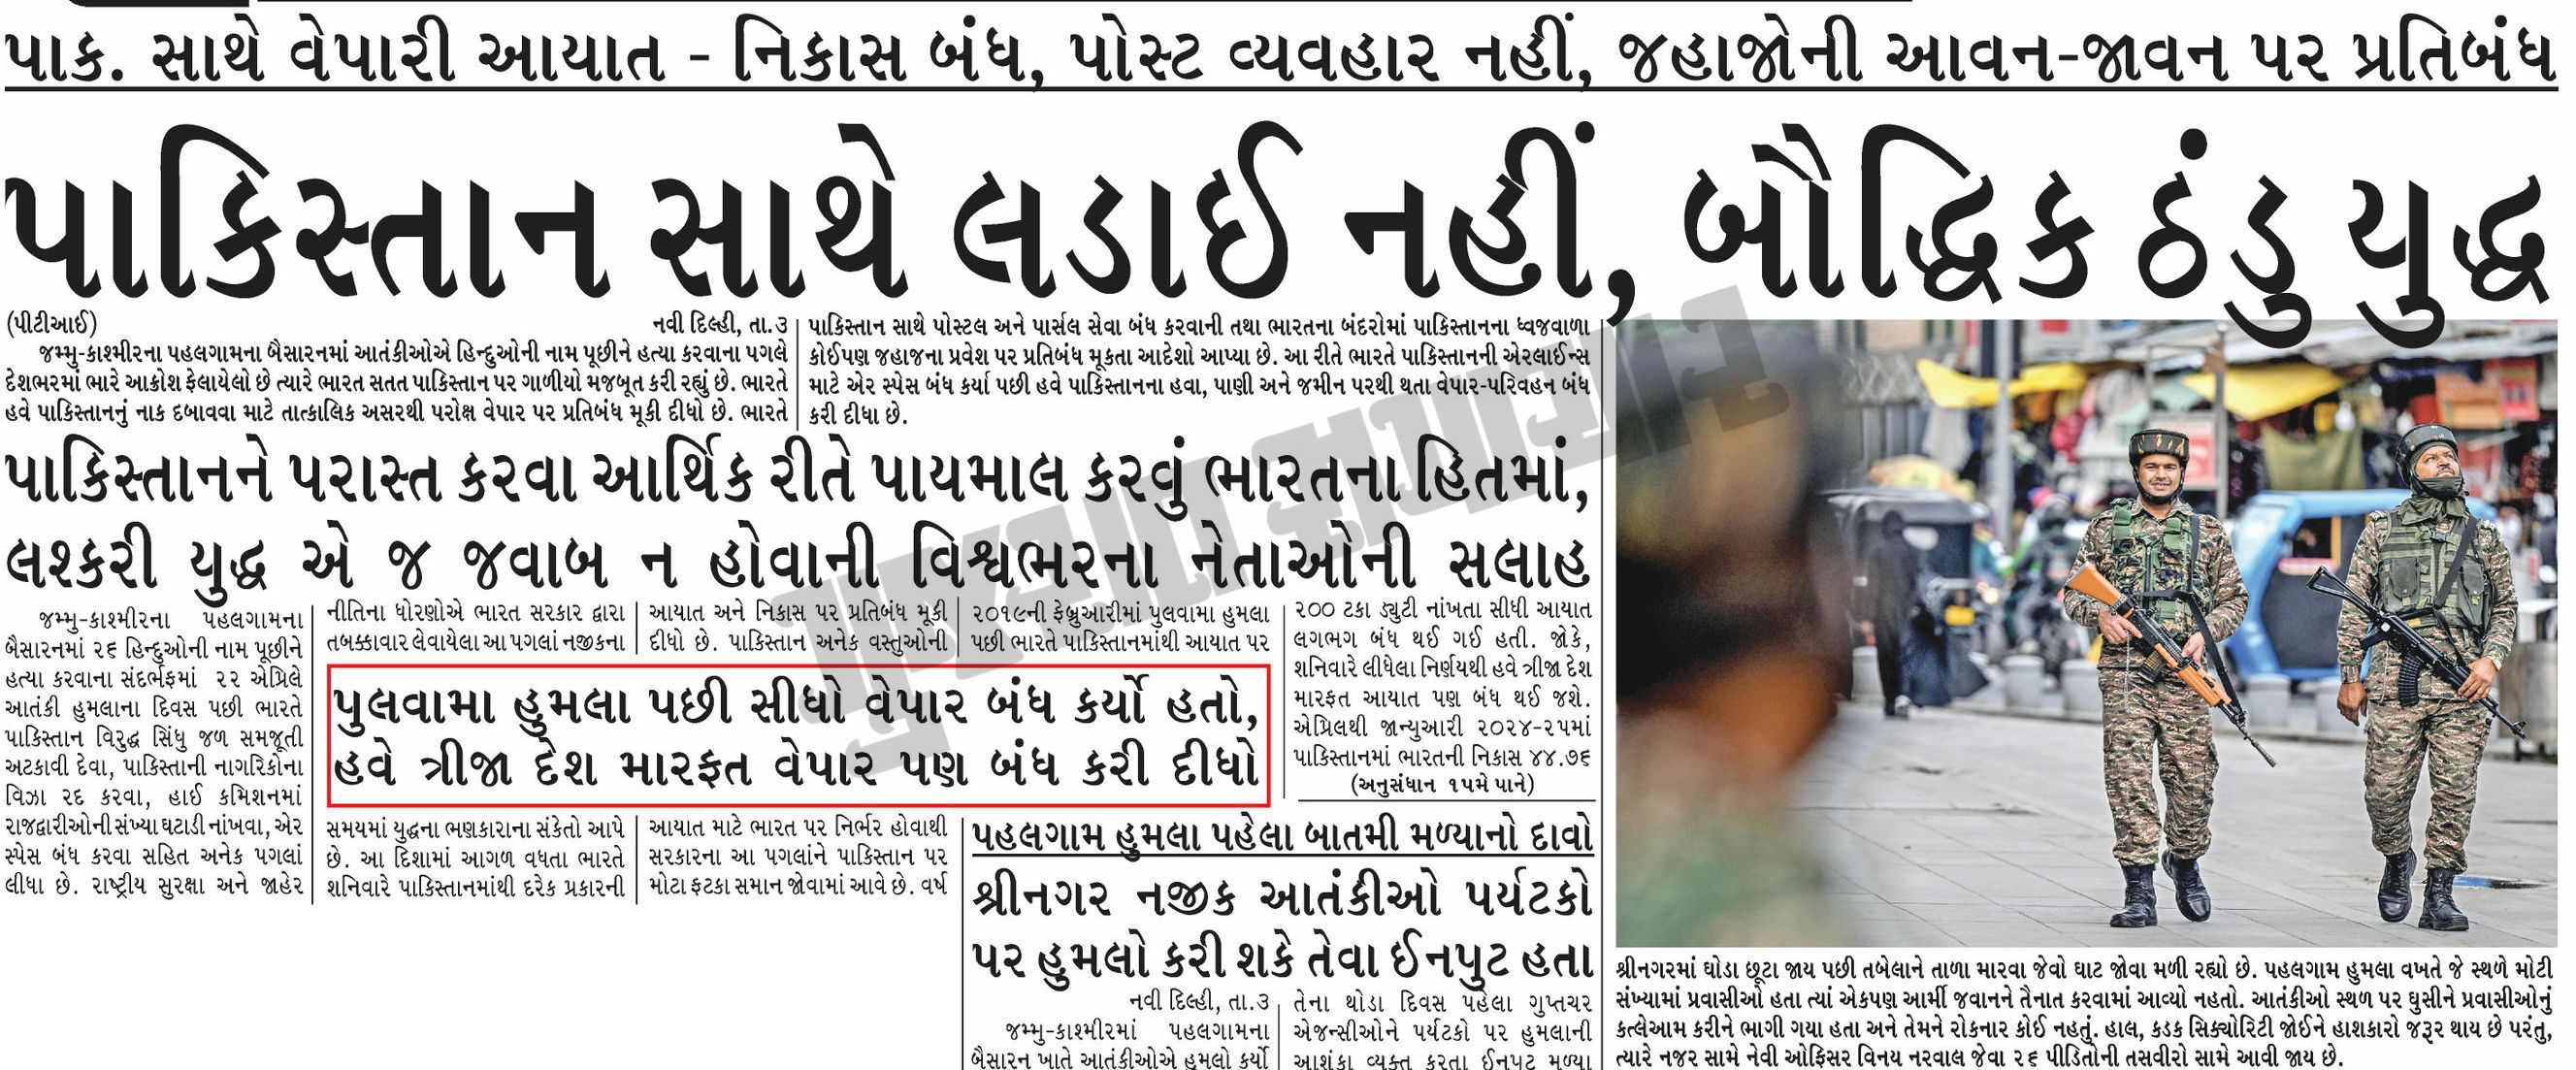 પાક. સાથે વેપારી આયાત - નિકાસ બંધ, પોસ્ટ વ્યવહાર નહીં, જહાજોની આવન-જાવન પર પ્રતિબંધ
પાકિસ્તાન સાથે લડાઈ નહીં, બૌદ્ધિક ઠંડુ યુદ્ધ
(પીટીઆઈ) નવી દિલ્હી, તા.૩
જમ્મુ-કાશ્મીરના પહલગામના બૈસારનમાં આતંકીઓએ હિન્દુઓની નામ પૂછીને હત્યા કરવાના પગલે
દેશભરમાં ભારે આક્રોશ ફેલાયેલો છે ત્યારે ભારત સતત પાકિસ્તાન પર ગાળીયો મજબૂત કરી રહ્યું છે. ભારતે
હવે પાકિસ્તાનનું નાક દબાવવા માટે તાત્કાલિક અસરથી પરોક્ષ વેપાર પર પ્રતિબંધ મૂકી દીધો છે. ભારતે
પાકિસ્તાન સાથે પોસ્ટલ અને પાર્સલ સેવા બંધ કરવાની તથા ભારતના બંદરોમાં પાકિસ્તાનના ધ્વજવાળા
કોઈપણ જહાજના પ્રવેશ પર પ્રતિબંધ મૂકતા આદેશો આપ્યા છે. આ રીતે ભારતે પાકિસ્તાનની એરલાઈન્સ
માટે એર સ્પેસ બંધ કર્યા પછી હવે પાકિસ્તાનના હવા, પાણી અને જમીન પરથી થતા વેપાર-પરિવહન બંધ
કરી દીધા છે.
પાકિસ્તાનને પરાસ્ત કરવા આર્થિક રીતે પાયમાલ કરવું ભારતના હિતમાં,
લશ્કરી યુદ્ધ એ જ જવાબ ન હોવાની વિશ્વભરના નેતાઓની સલાહ
જમ્મુ-કાશ્મીરના પહલગામના
બૈસારનમાં ૨૬ હિન્દુઓની નામ પૂછીને
હત્યા કરવાના સંદર્ભમાં ૨૨ એપ્રિલે
આતંકી હુમલાના દિવસ પછી ભારતે
પાકિસ્તાન વિરુદ્ધ સિંધુ જળ સમજૂતી
અટકાવી દેવા, પાકિસ્તાની નાગરિકોના
વિઝા રદ કરવા, હાઈ કમિશનમાં
રાજદ્વારીઓની સંખ્યા ઘટાડી નાંખવા, એર
સ્પેસ બંધ કરવા સહિત અનેક પગલાં
લીધા છે. રાષ્ટ્રીય સુરક્ષા અને જાહેર
નીતિના ધોરણોએ ભારત સરકાર દ્વારા
તબક્કાવાર લેવાયેલા આ પગલાં નજીકના
પુલવામા હુમલા પછી સીધો વેપાર બંધ કર્યો હતો,
હવે ત્રીજા દેશ મારફત વેપાર પણ બંધ કરી દીધો
સમયમાં યુદ્ધના ભણકારાના સંકેતો આપે
છે. આ દિશામાં આગળ વધતા ભારતે
શનિવારે પાકિસ્તાનમાંથી દરેક પ્રકારની
આયાત અને નિકાસ પર પ્રતિબંધ મૂકી
દીધો છે. પાકિસ્તાન અનેક વસ્તુઓની
આયાત માટે ભારત પર નિર્ભર હોવાથી
સરકારના આ પગલાંને પાકિસ્તાન પર
મોટા ફટકા સમાન જોવામાં આવે છે. વર્ષ
૨૦૧૯ની ફેબ્રુઆરીમાં પુલવામા હુમલા
પછી ભારતે પાકિસ્તાનમાંથી આયાત પર
૨૦૦ ટકા ડ્યુટી નાંખતા સીધી આયાત
લગભગ બંધ થઈ ગઈ હતી. જોકે,
શનિવારે લીધેલા નિર્ણયથી હવે ત્રીજા દેશ
મારફત આયાત પણ બંધ થઈ જશે.
એપ્રિલથી જાન્યુઆરી ૨૦૨૪-૨૫માં
પાકિસ્તાનમાં ભારતની નિકાસ ૪૪.૭૬
(અનુસંધાન ૧૫મે પાને)
પહલગામ હુમલા પહેલા બાતમી મળ્યાનો દાવો
શ્રીનગર નજીક આતંકીઓ પર્યટકો
પર હુમલો કરી શકે તેવા ઈનપુટ હતા
નવી દિલ્હી, તા.૩
જમ્મુ-કાશ્મીરમાં પહલગામના
બૈસારન ખાતે આતંકીઓએ હુમલો કર્યો
તેના થોડા દિવસ પહેલા ગુપ્તચર
એજન્સીઓને પર્યટકો પર હુમલાની
આશંકા વ્યક્ત કરતા ઈનપુટ મળ્યા
શ્રીનગરમાં ઘોડા છૂટા જાય પછી તબેલાને તાળા મારવા જેવો ઘાટ જોવા મળી રહ્યો છે. પહલગામ હુમલા વખતે જે સ્થળે મોટી
સંખ્યામાં પ્રવાસીઓ હતા ત્યાં એકપણ આર્મી જવાનને તૈનાત કરવામાં આવ્યો નહતો. આતંકીઓ સ્થળ પર ઘુસીને પ્રવાસીઓનું
કત્લેઆમ કરીને ભાગી ગયા હતા અને તેમને રોકનાર કોઈ નહતું. હાલ, કડક સિક્યોરિટી જોઈને હાશકારો જરૂર થાય છે પરંતુ,
ત્યારે નજર સામે નેવી ઓફિસર વિનય નરવાલ જેવા ૨૬ પીડિતોની તસવીરો સામે આવી જાય છે.
ગુજરાત સમાચાર